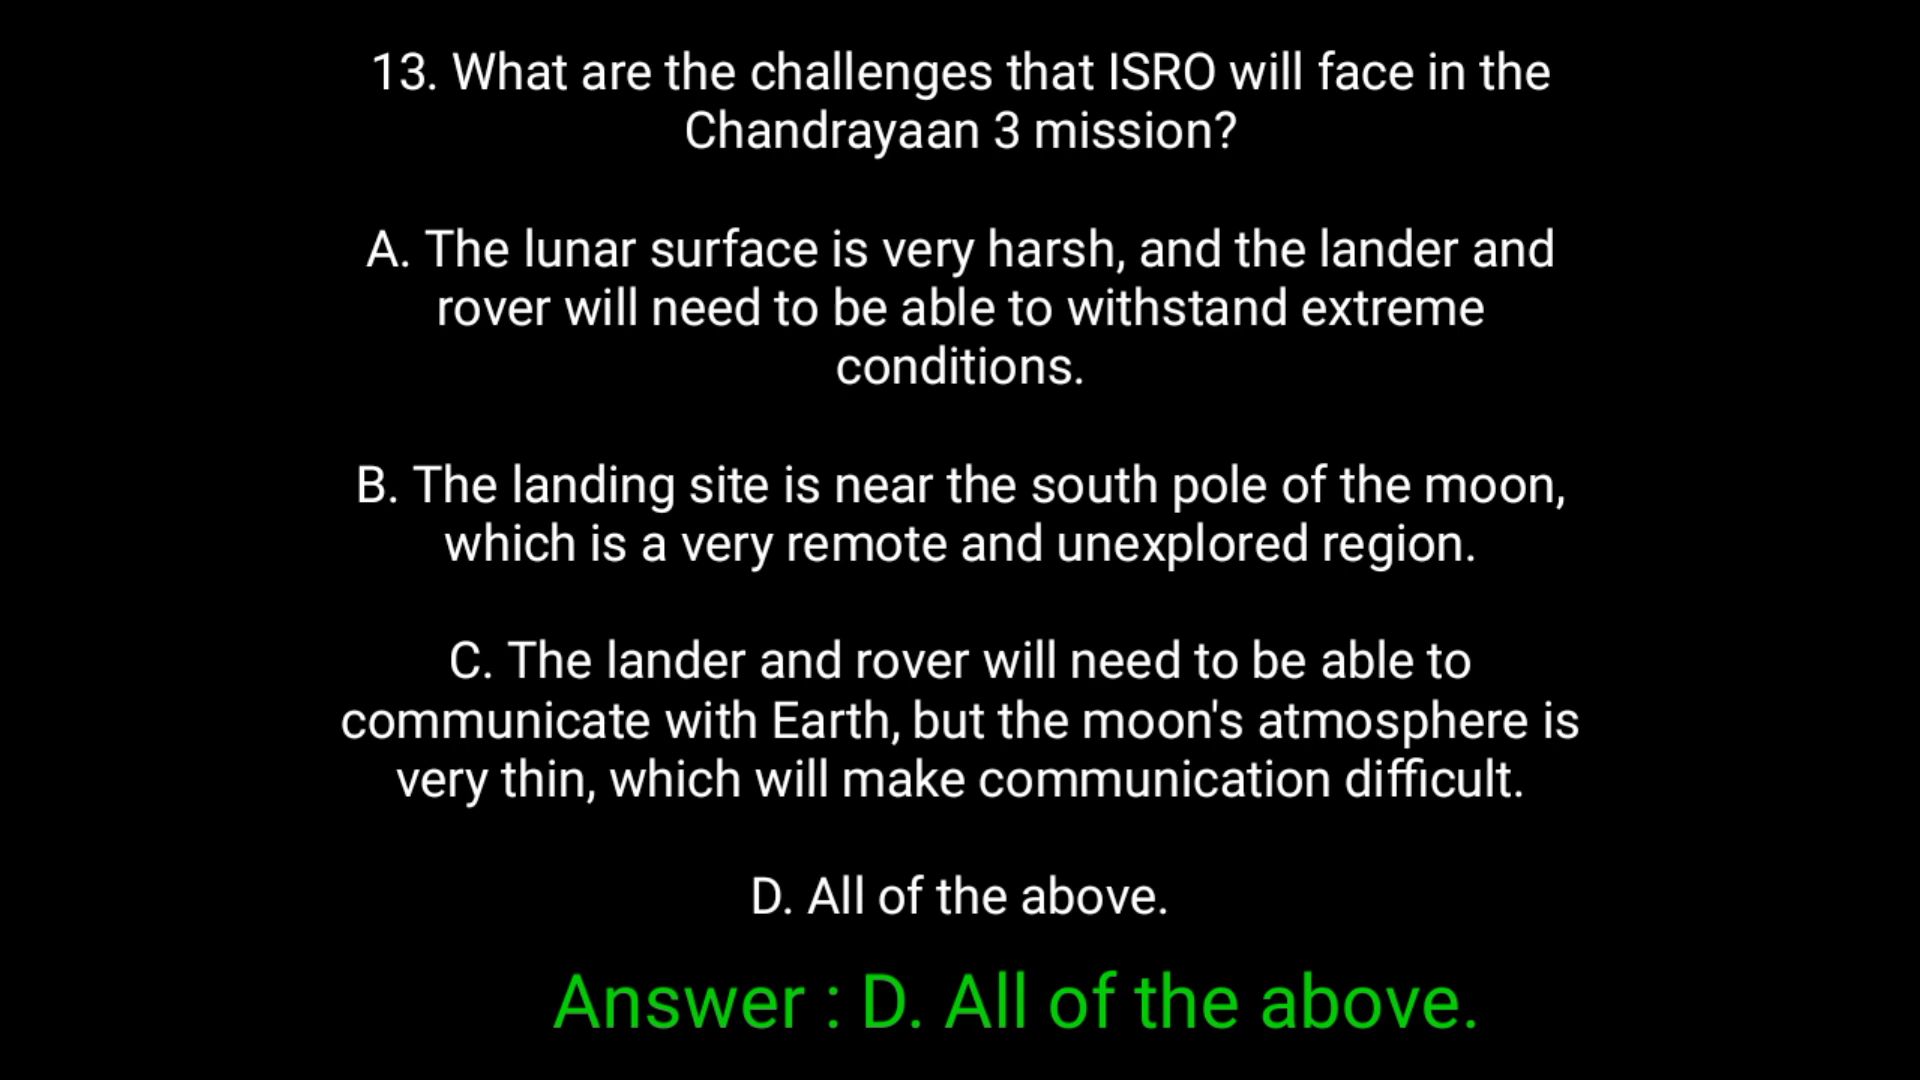 13. What are the challenges that ISRO will face in the
Chandrayaan 3 mission?
A. The lunar surface is very harsh, and the lander and
rover will need to be able to withstand extreme
conditions.
B. The landing site is near the south pole of the moon,
which is a very remote and unexplored region.
C. The lander and rover will need to be able to
communicate with Earth, but the moon's atmosphere is
very thin, which will make communication difficult.
D. All of the above.
Answer : D. All of the above.